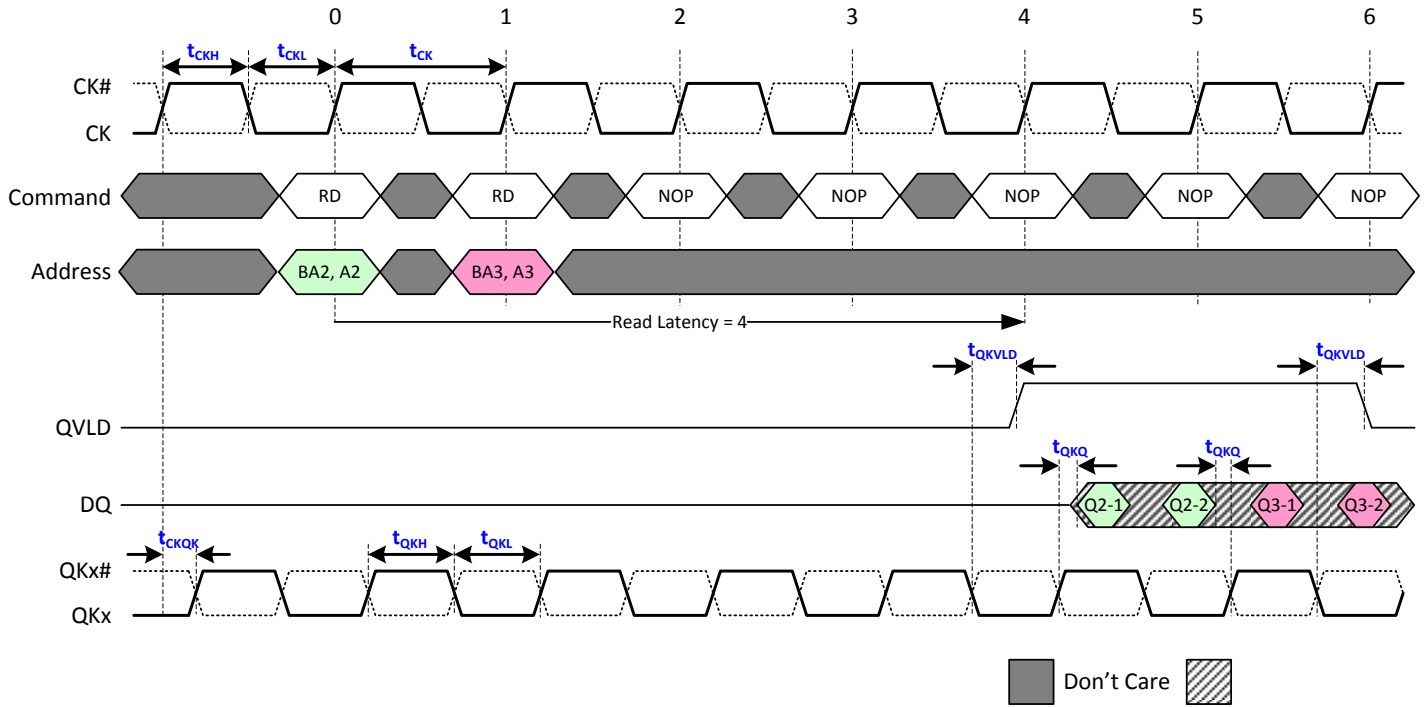 0 1 2 3 4 5 6
tCKH tCKL tCK
CK#
CK
Command RD RD NOP NOP NOP NOP NOP
Address BA2, A2 BA3, A3
Read Latency = 4
tQKVLD tQKVLD
QVLD
tQKQ tQKQ
DQ Q2-1 Q2-2 Q3-1 Q3-2
tCKQK tQKH tQKL
QKx#
QKx
Don't Care